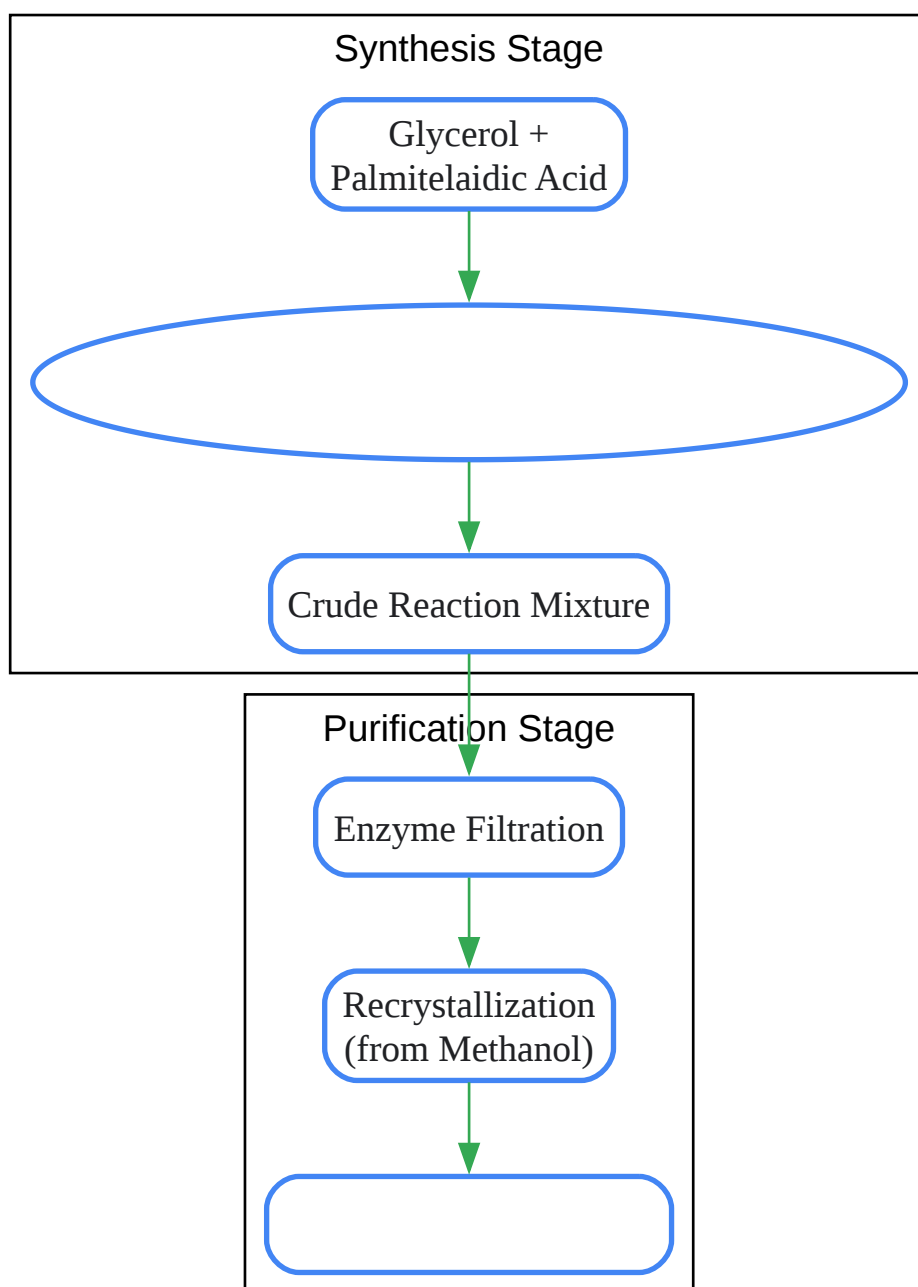 Synthesis Stage
Glycerol +
Palmitelaidic Acid
Crude Reaction Mixture
Purification Stage
Enzyme Filtration
Recrystallization
(from Methanol)